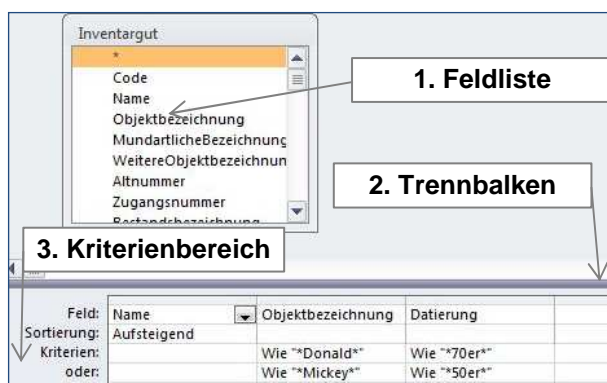 Inventargut
*
Code
Name
1. Feldliste
Objektbezeichnung
MundartlicheBezeichnung
WeitereObjektbezeichnun
Altnummer
2. Trennbalken
Zugangsnummer
Bestandsbezeichnung
3. Kriterienbereich
Feld: Name Objektbezeichnung Datierung
Sortierung: Aufsteigend
Kriterien: Wie "*Donald*" Wie "*70er*"
oder: Wie "*Mickey*" Wie "*50er*"